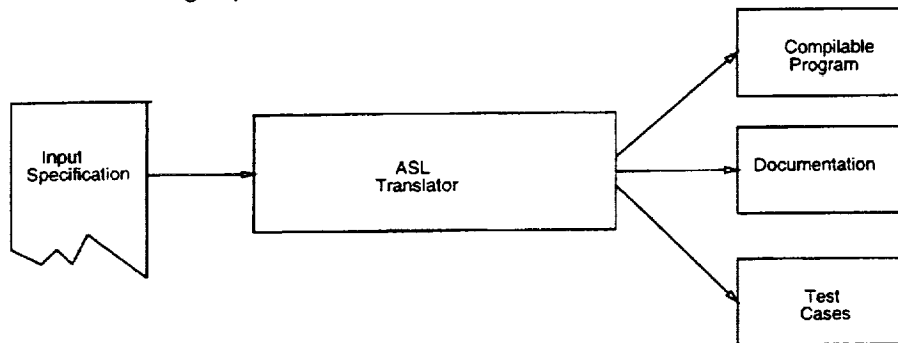 Compilable
Program
Input
Specification
ASL
Translator
Documentation
Test
Cases